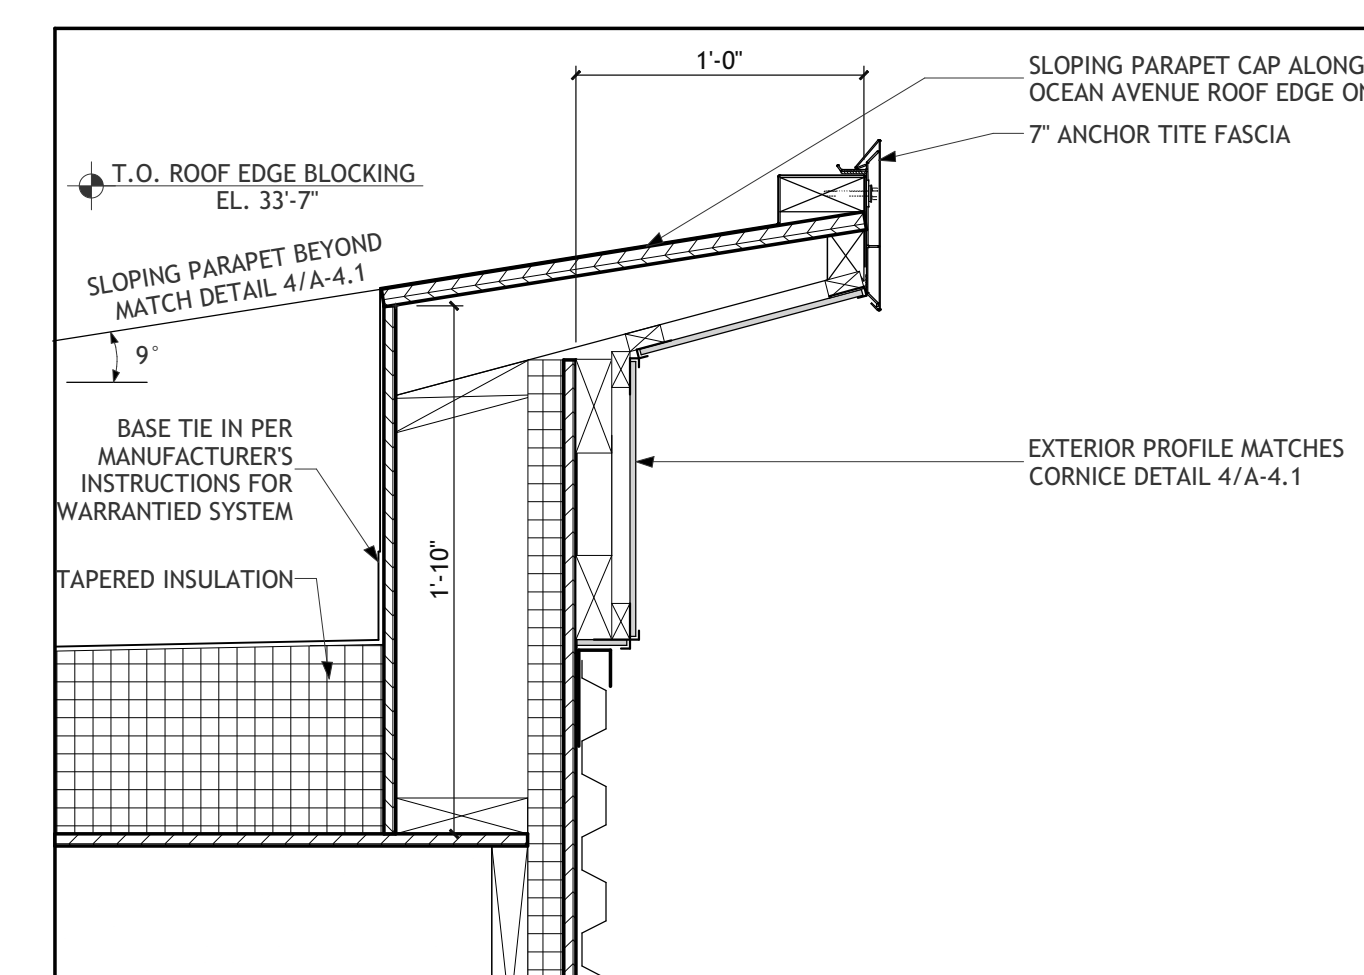 1'-0"
SLOPING PARAPET CAP ALONG
OCEAN AVENUE ROOF EDGE
7" ANCHOR TITE FASCIA
T.O. ROOF EDGE BLOCKING
EL. 33'-7"
SLOPING PARAPET BEYOND
MATCH DETAIL 4/A-4.1
9°
BASE TIE IN PER
MANUFACTURER'S
INSTRUCTIONS FOR
WARRANTIED SYSTEM
EXTERIOR PROFILE MATCHES
CORNICE DETAIL 4/A-4.1
1'-10"
TAPERED INSULATION